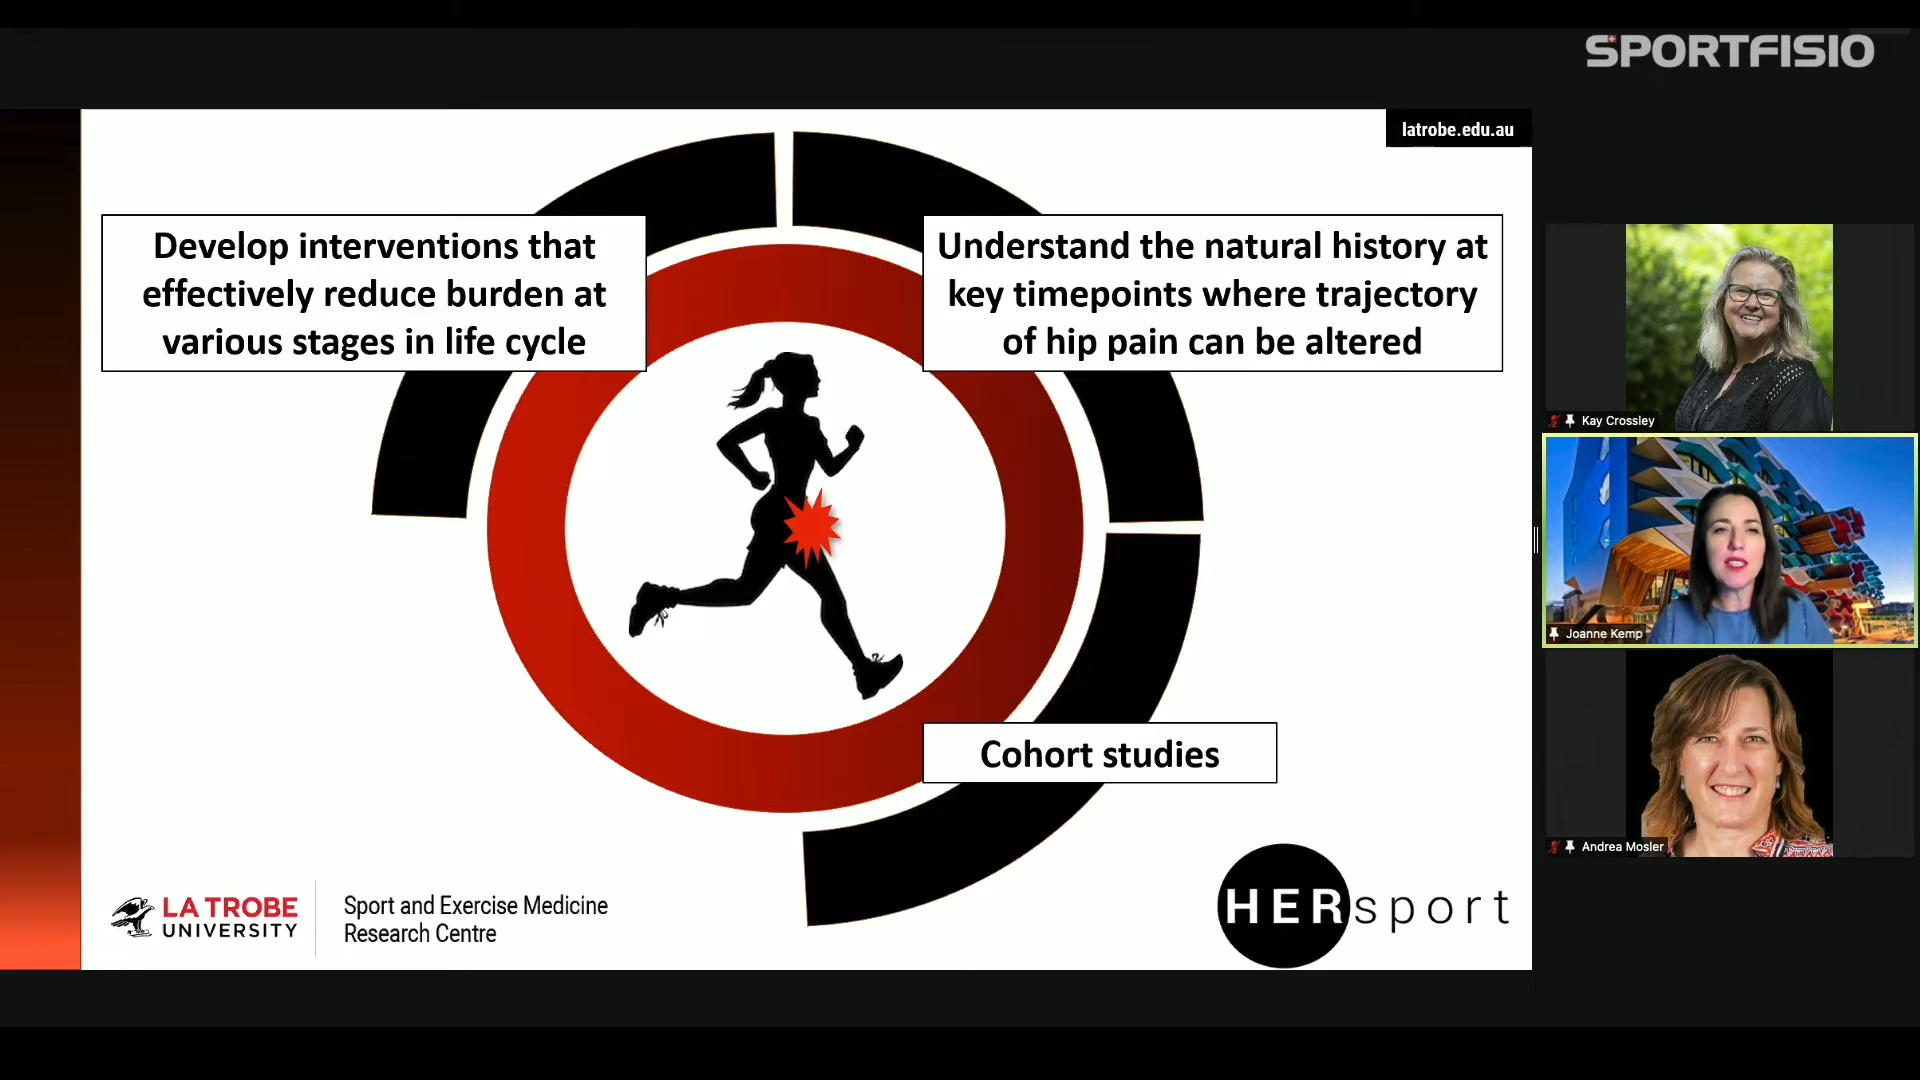 SPORTFISIO
latrobe.edu.au
Develop interventions that
effectively reduce burden at
various stages in life cycle
Understand the natural history at
key timepoints where trajectory
of hip pain can be altered
Cohort studies
LA TROBE
UNIVERSITY
Sport and Exercise Medicine
Research Centre
HERsport
Kay Crossley
Joanne Kemp
Andrea Mosler